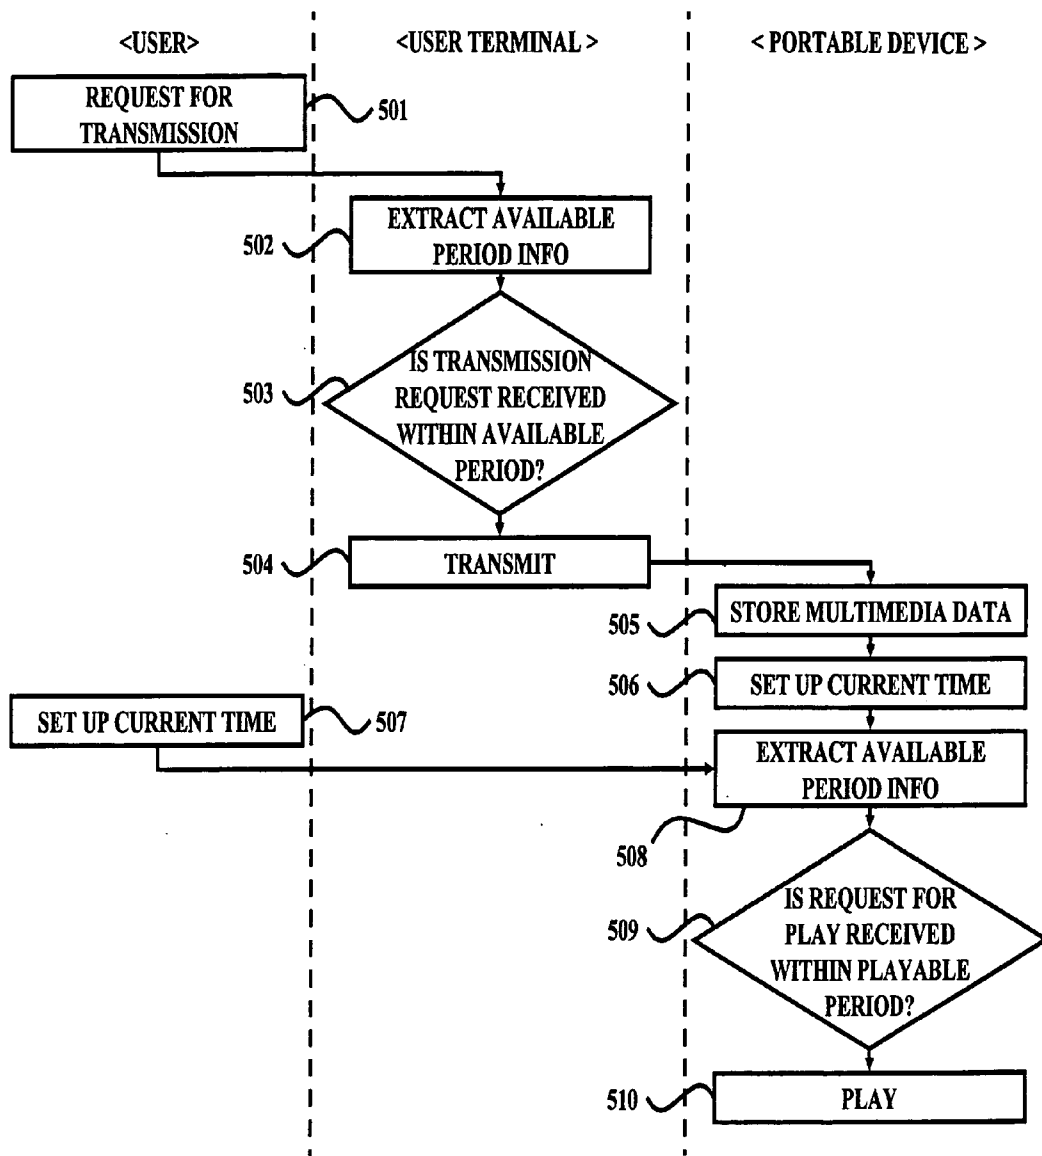 <USER>
<USER TERMINAL >
< PORTABLE DEVICE >
REQUEST FOR
TRANSMISSION
501
EXTRACT AVAILABLE
PERIOD INFO
502
IS TRANSMISSION
REQUEST RECEIVED
WITHIN AVAILABLE
PERIOD?
503
TRANSMIT
504
STORE MULTIMEDIA DATA
505
SET UP CURRENT TIME
506
SET UP CURRENT TIME
507
EXTRACT AVAILABLE
PERIOD INFO
508
IS REQUEST FOR
PLAY RECEIVED
WITHIN PLAYABLE
PERIOD?
509
PLAY
510